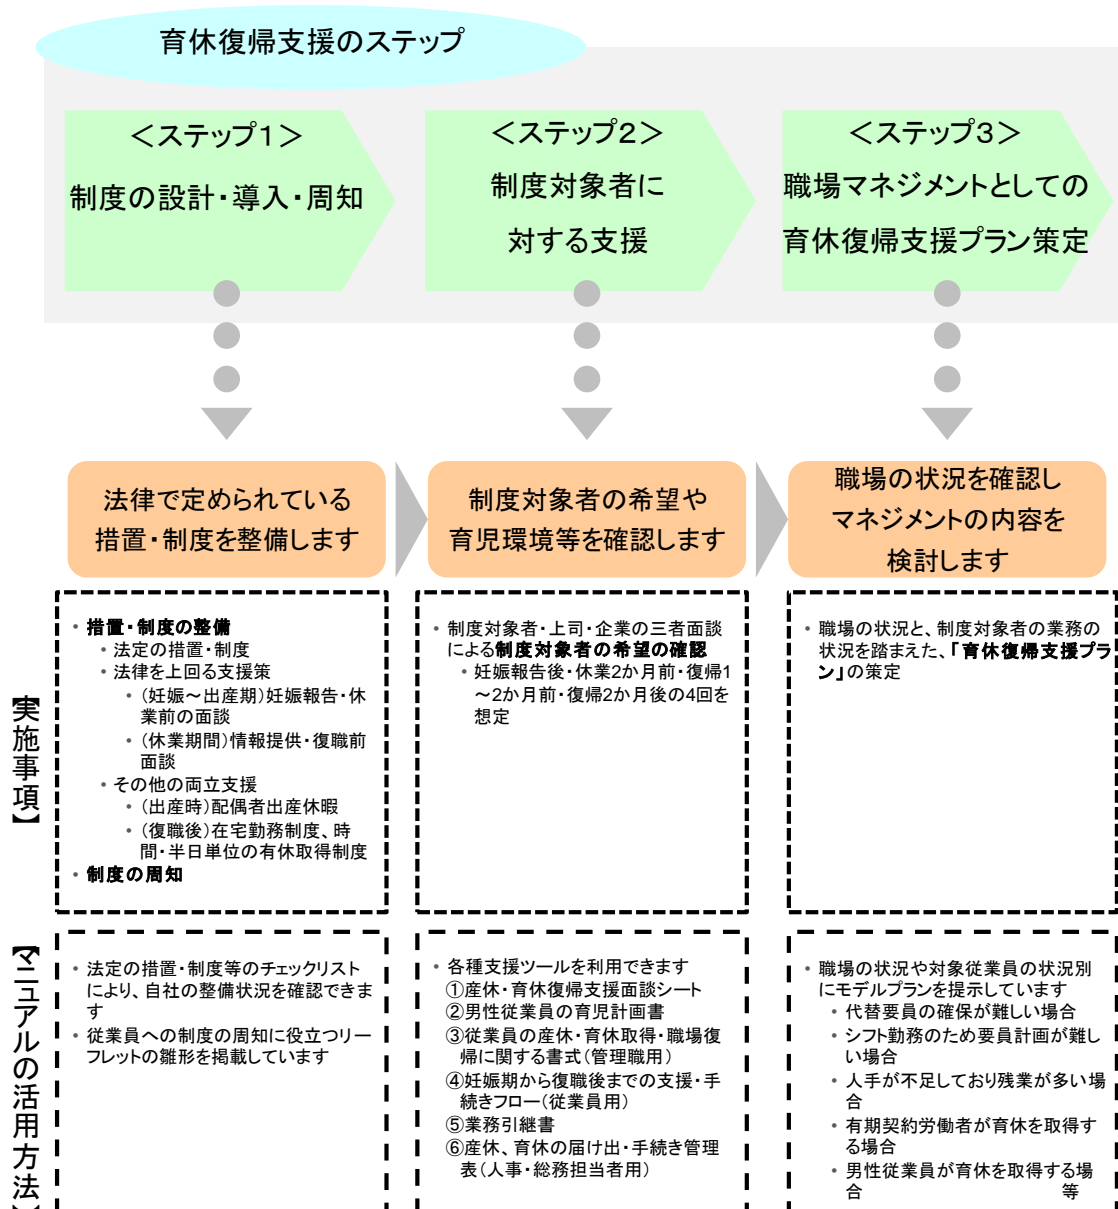 育休復帰支援のステップ
＜ステップ１＞
制度の設計・導入・周知
＜ステップ２＞
制度対象者に
対する支援
＜ステップ３＞
職場マネジメントとしての
育休復帰支援プラン策定
法律で定められている
措置・制度を整備します
制度対象者の希望や
育児環境等を確認します
職場の状況を確認し
マネジメントの内容を
検討します
【実施事項】
・措置・制度の整備
・法定の措置・制度
・法律を上回る支援策
・（妊娠～出産期）妊娠報告・休
業前の面談
・（休業期間）情報提供・復職前
面談
・その他の両立支援
・（出産時）配偶者出産休暇
・（復職後）在宅勤務制度、時
間・半日単位の有休取得制度
・制度の周知
・制度対象者・上司・企業の三者面談
による制度対象者の希望の確認
・妊娠報告後・休業2か月前・復帰1
～2か月前・復帰2か月後の4回を
想定
・職場の状況と、制度対象者の業務の
状況を踏まえた、「育休復帰支援プラ
ン」の策定
【マニュアルの活用方法】
・法定の措置・制度等のチェックリスト
により、自社の整備状況を確認できま
す
・従業員への制度の周知に役立つリー
フレットの雛形を掲載しています
・各種支援ツールを利用できます
①産休・育休復帰支援面談シート
②男性従業員の育児計画書
③従業員の産休・育休取得・職場復
帰に関する書式（管理職用）
④妊娠期から復職後までの支援・手
続きフロー（従業員用）
⑤業務引継書
⑥産休、育休の届け出・手続き管理
表（人事・総務担当者用）
・職場の状況や対象従業員の状況別
にモデルプランを提示しています
・代替要員の確保が難しい場合
・シフト勤務のため要員計画が難し
い場合
・人手が不足しており残業が多い場
合
・有期契約労働者が育休を取得す
る場合
・男性従業員が育休を取得する場
合 等